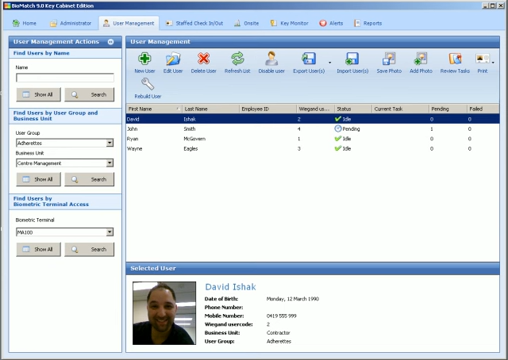 BioMatch 9.0 Key Cabinet Edition
Home Administrator User Management Staffed Check In/Out Onsite Key Monitor Alerts Reports
User Management Actions
Find Users by Name
Name
Show All Search
Find Users by User Group and
Business Unit
User Group
Adherettes
Business Unit
Centre Management
Show All Search
Find Users by
Biometric Terminal Access
Biometric Terminal
MA100
Show All Search
User Management
New User Edit User Delete User Refresh List Disable user Export User(s) Import User(s) Save Photo Add Photo Review Tasks Print
Rebuild User
First Name Last Name Employee ID Wiegand us... Status Current Task Pending Failed
David Ishak 2 Idle 0 0
John Smith 4 Pending 1 0
Ryan McGovern 1 Idle 0 0
Wayne Eagles 3 Idle 0 0
Selected User
David Ishak
Date of Birth: Monday, 12 March 1990
Phone Number:
Mobile Number: 0419 555 999
Wiegand usercode: 2
Business Unit: Contractor
User Group: Adherettes